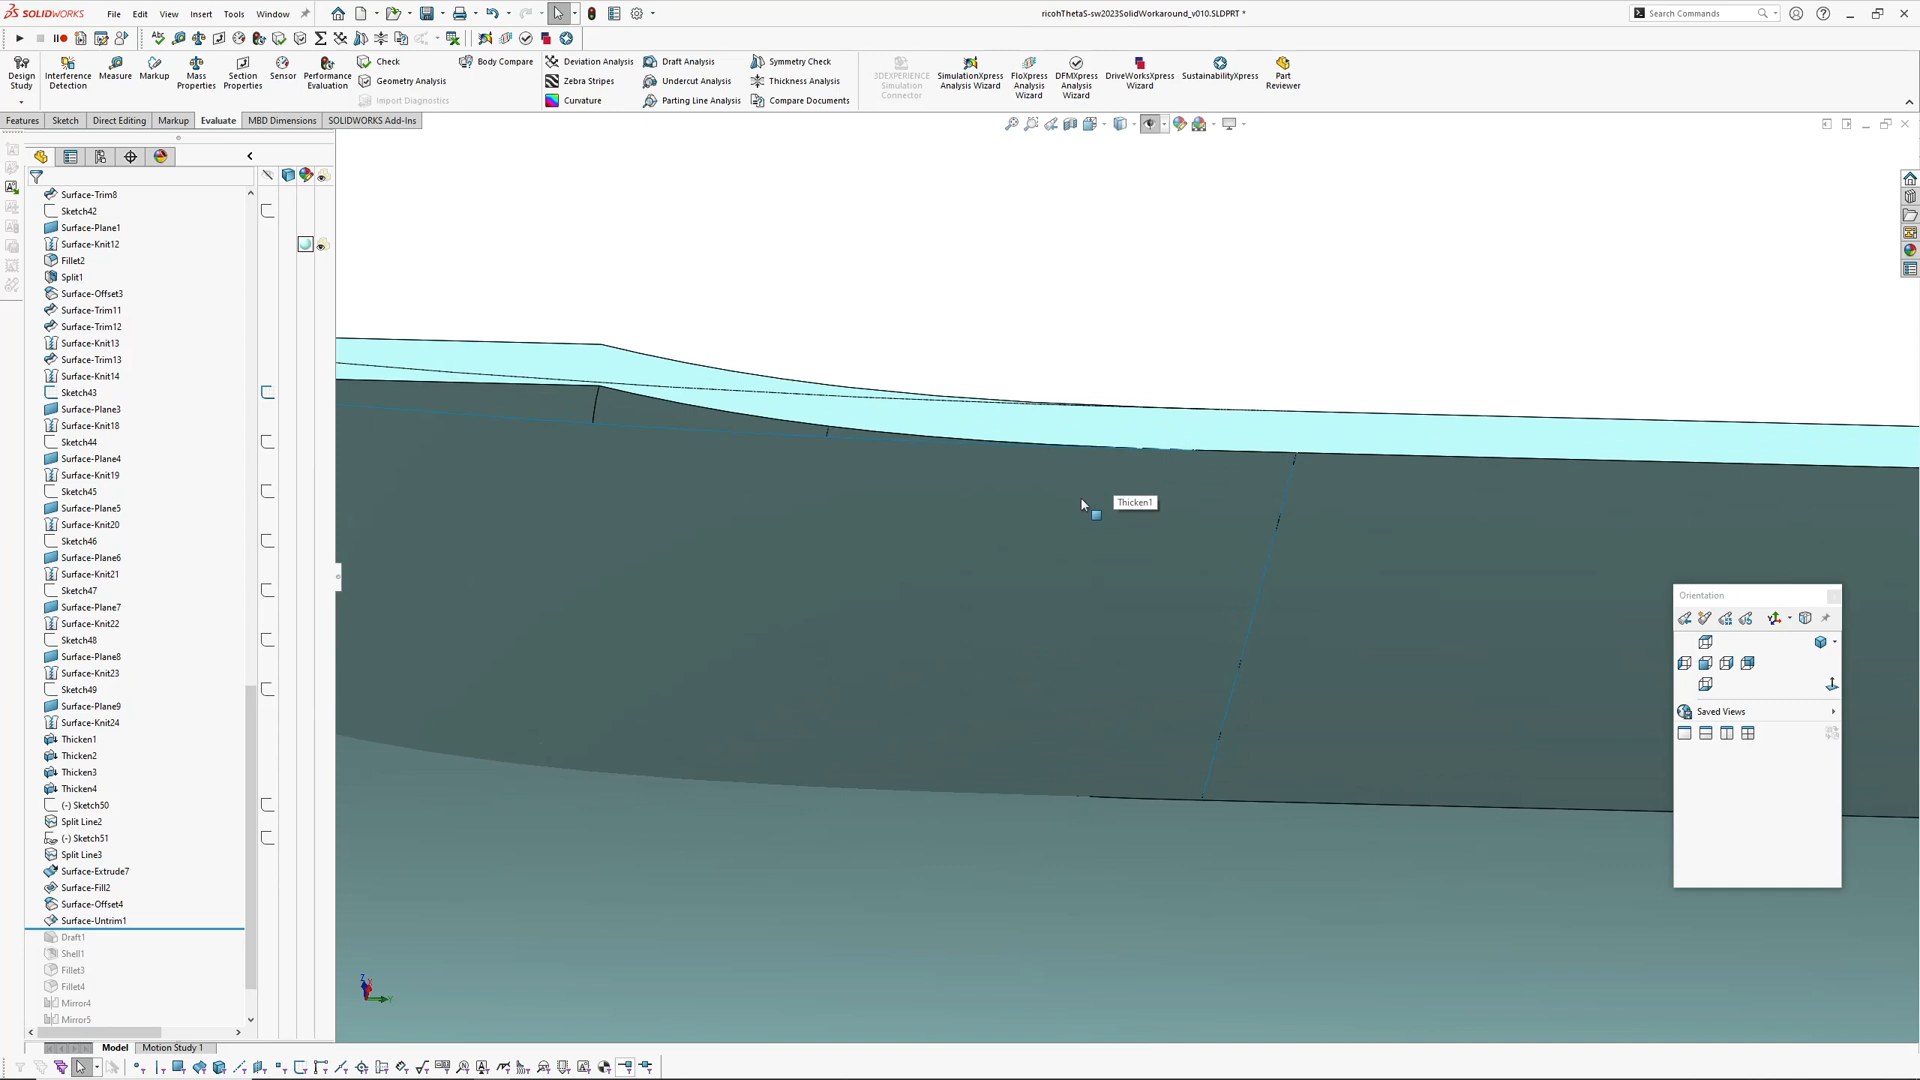 SOLIDWORKS
File
Edit
View
Insert
Tools
Window
ricohThetaS-sw2023SolidWorkaround_v010.SLDPRT *
Search Commands
Design Study
Interference Detection
Measure
Markup
Mass Properties
Section Properties
Sensor
Performance Evaluation
Check
Geometry Analysis
Import Diagnostics
Body Compare
Deviation Analysis
Zebra Stripes
Curvature
Draft Analysis
Undercut Analysis
Parting Line Analysis
Symmetry Check
Thickness Analysis
Compare Documents
3DEXPERIENCE Simulation Connector
SimulationXpress Analysis Wizard
FloXpress Analysis Wizard
DFMXpress Analysis Wizard
DriveWorksXpress Wizard
SustainabilityXpress
Part Reviewer
Features
Sketch
Direct Editing
Markup
Evaluate
MBD Dimensions
SOLIDWORKS Add-Ins
Surface-Trim8
Sketch42
Surface-Plane1
Surface-Knit12
Fillet2
Split1
Surface-Offset3
Surface-Trim11
Surface-Trim12
Surface-Knit13
Surface-Trim13
Surface-Knit14
Sketch43
Surface-Plane3
Surface-Knit18
Sketch44
Surface-Plane4
Surface-Knit19
Sketch45
Surface-Plane5
Surface-Knit20
Sketch46
Surface-Plane6
Surface-Knit21
Sketch47
Surface-Plane7
Surface-Knit22
Sketch48
Surface-Plane8
Surface-Knit23
Sketch49
Surface-Plane9
Surface-Knit24
Thicken1
Thicken2
Thicken3
Thicken4
(-) Sketch50
Split Line2
(-) Sketch51
Split Line3
Surface-Extrude7
Surface-Fill2
Surface-Offset4
Surface-Untrim1
Draft1
Shell1
Fillet3
Fillet4
Mirror4
Mirror5
Thicken1
Orientation
Saved Views
Z
Y
Model
Motion Study 1